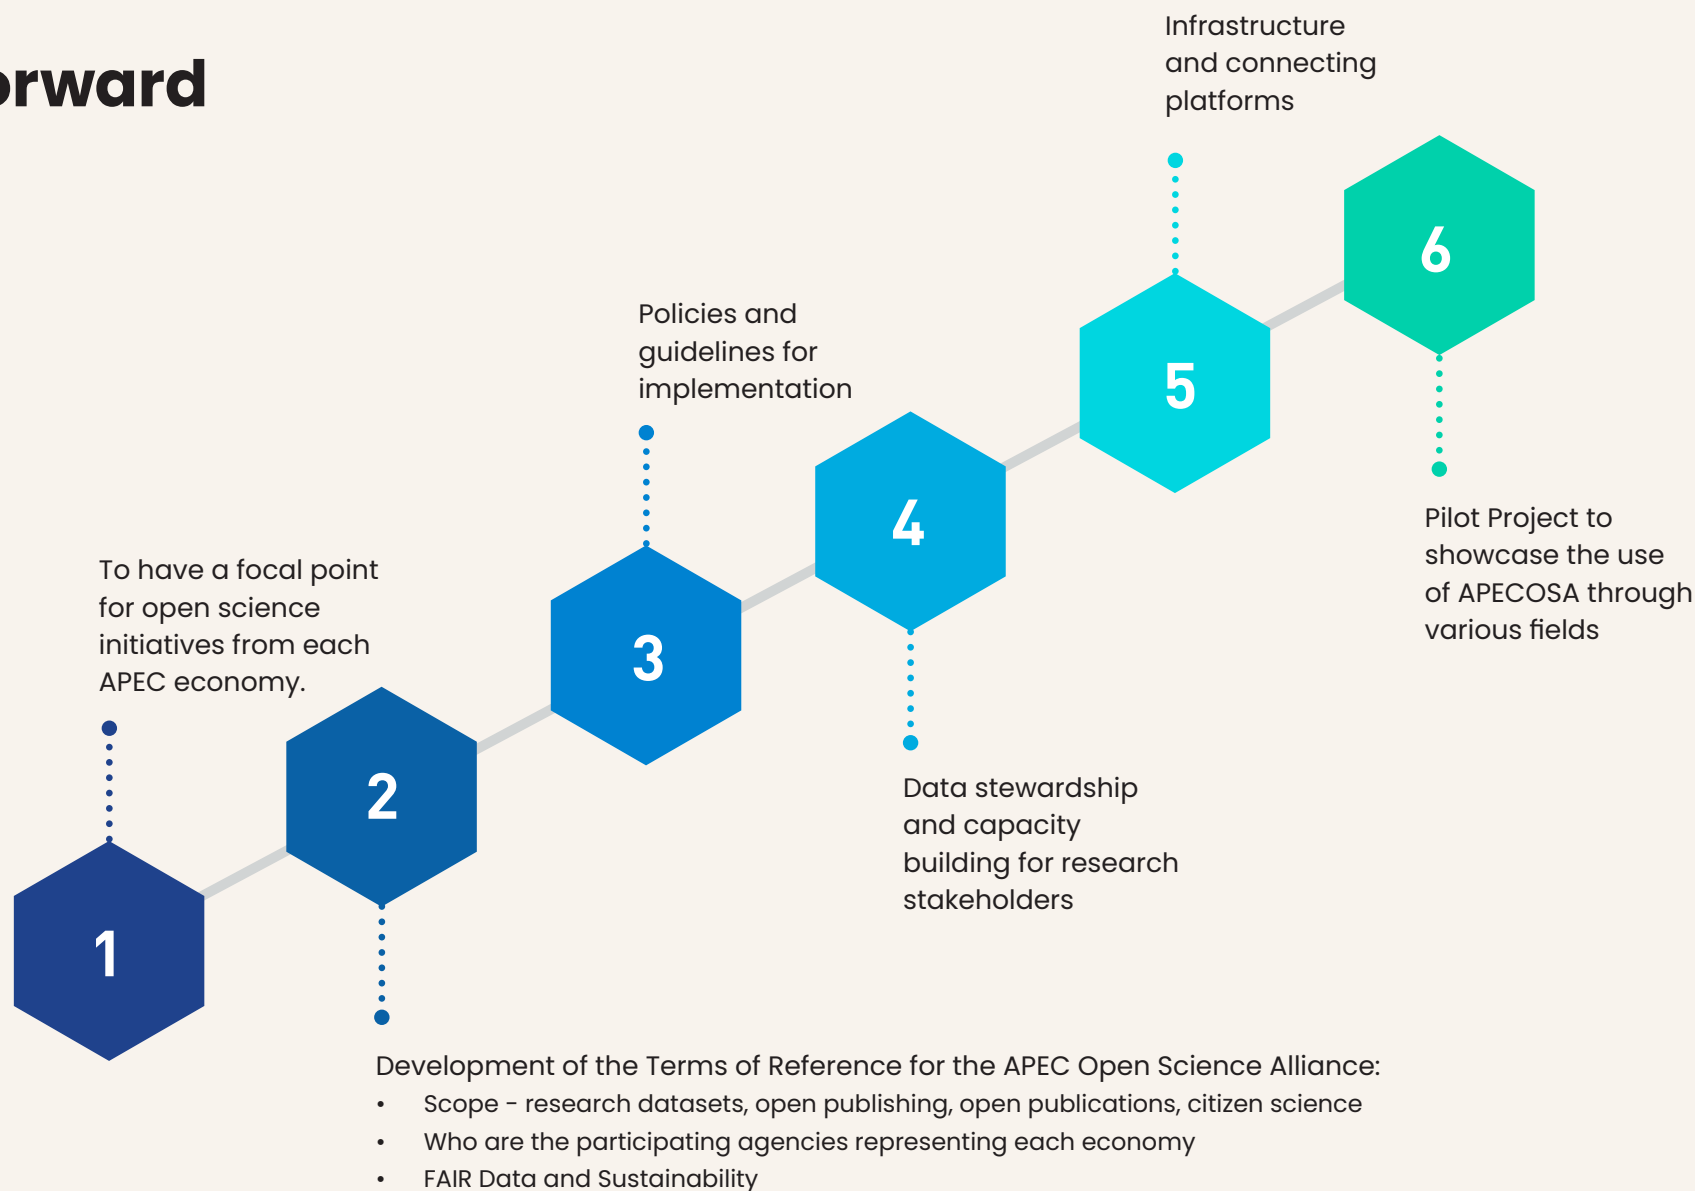 orward
Infrastructure
and connecting
platforms
6
5
Policies and
guidelines for
implementation
4
Pilot Project to
showcase the use
of APECOSA through
various fields
To have a focal point
for open science
initiatives from each
APEC economy.
3
2
Data stewardship
and capacity
building for research
stakeholders
1
Development of the Terms of Reference for the APEC Open Science Alliance:
• Scope - research datasets, open publishing, open publications, citizen science
• Who are the participating agencies representing each economy
• FAIR Data and Sustainability